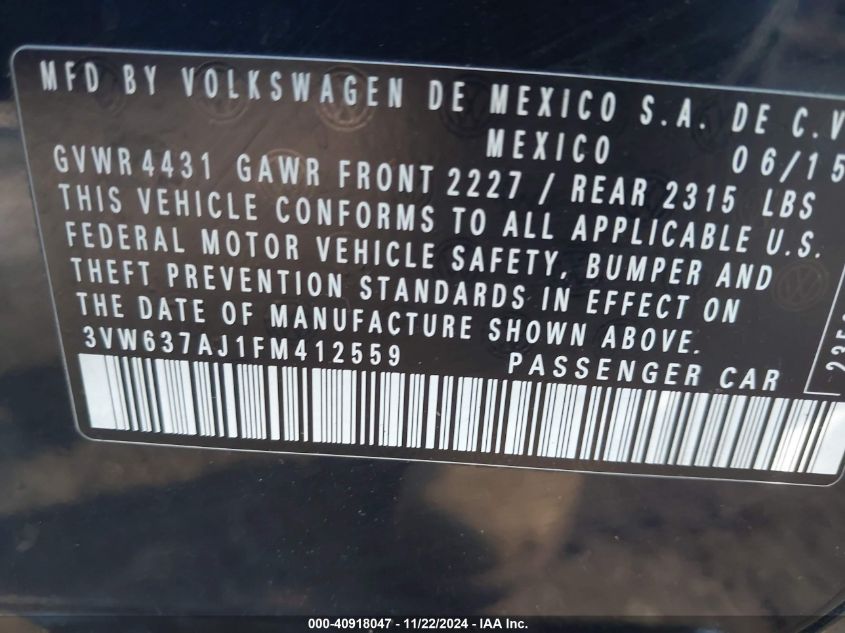 MFD BY VOLKSWAGEN DE MEXICO S.A. DE C.V
MEXICO 06/15
GVWR 4431 GAWR FRONT 2227 / REAR 2315 LBS
THIS VEHICLE CONFORMS TO ALL APPLICABLE U.S.
FEDERAL MOTOR VEHICLE SAFETY, BUMPER AND
THEFT PREVENTION STANDARDS IN EFFECT ON
THE DATE OF MANUFACTURE SHOWN ABOVE.
3VW637AJ1FM412559 PASSENGER CAR
000-40918047 - 11/22/2024 - IAA Inc.